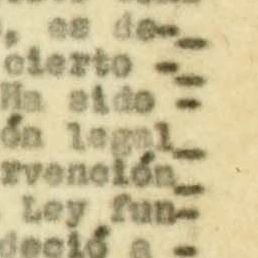 , es de-
cierto -
Ha sido -
ón legal
rvención
Ley fun-
deció a -